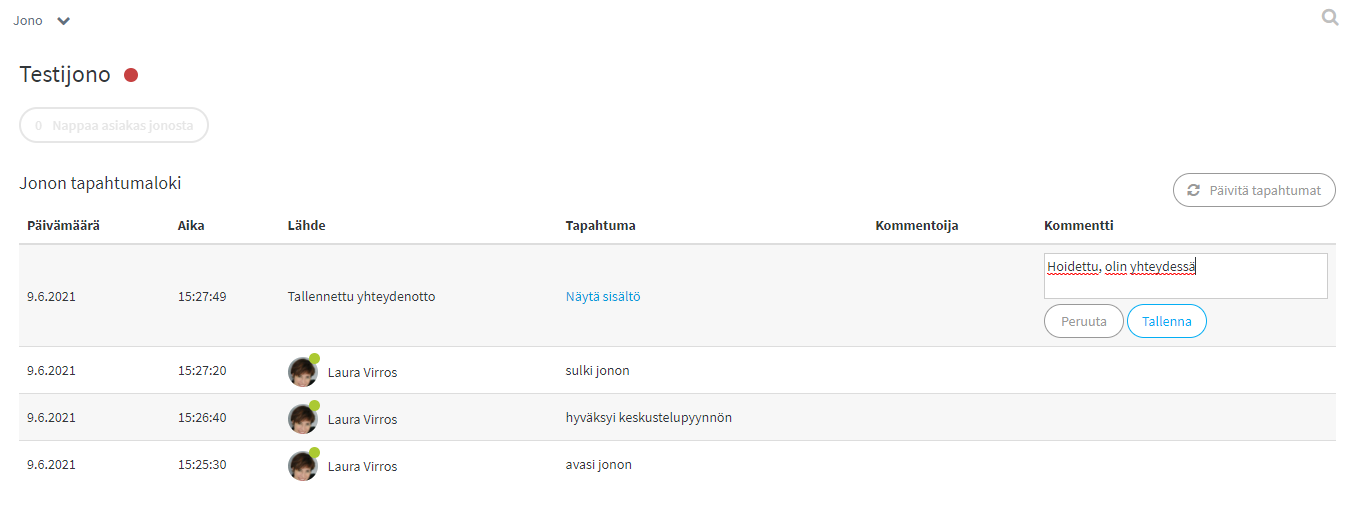 Jono
Testijono
0 Nappaa asiakas jonosta
Jonon tapahtumaloki
Päivitä tapahtumat
Päivämäärä Aika Lähde Tapahtuma Kommentoija Kommentti
Hoidettu, olin yhteydessä
9.6.2021 15:27:49 Tallennettu yhteydenotto Näytä sisältö
Peruuta Tallenna
9.6.2021 15:27:20 Laura Virros sulki jonon
9.6.2021 15:26:40 Laura Virros hyväksyi keskustelupyynnön
9.6.2021 15:25:30 Laura Virros avasi jonon